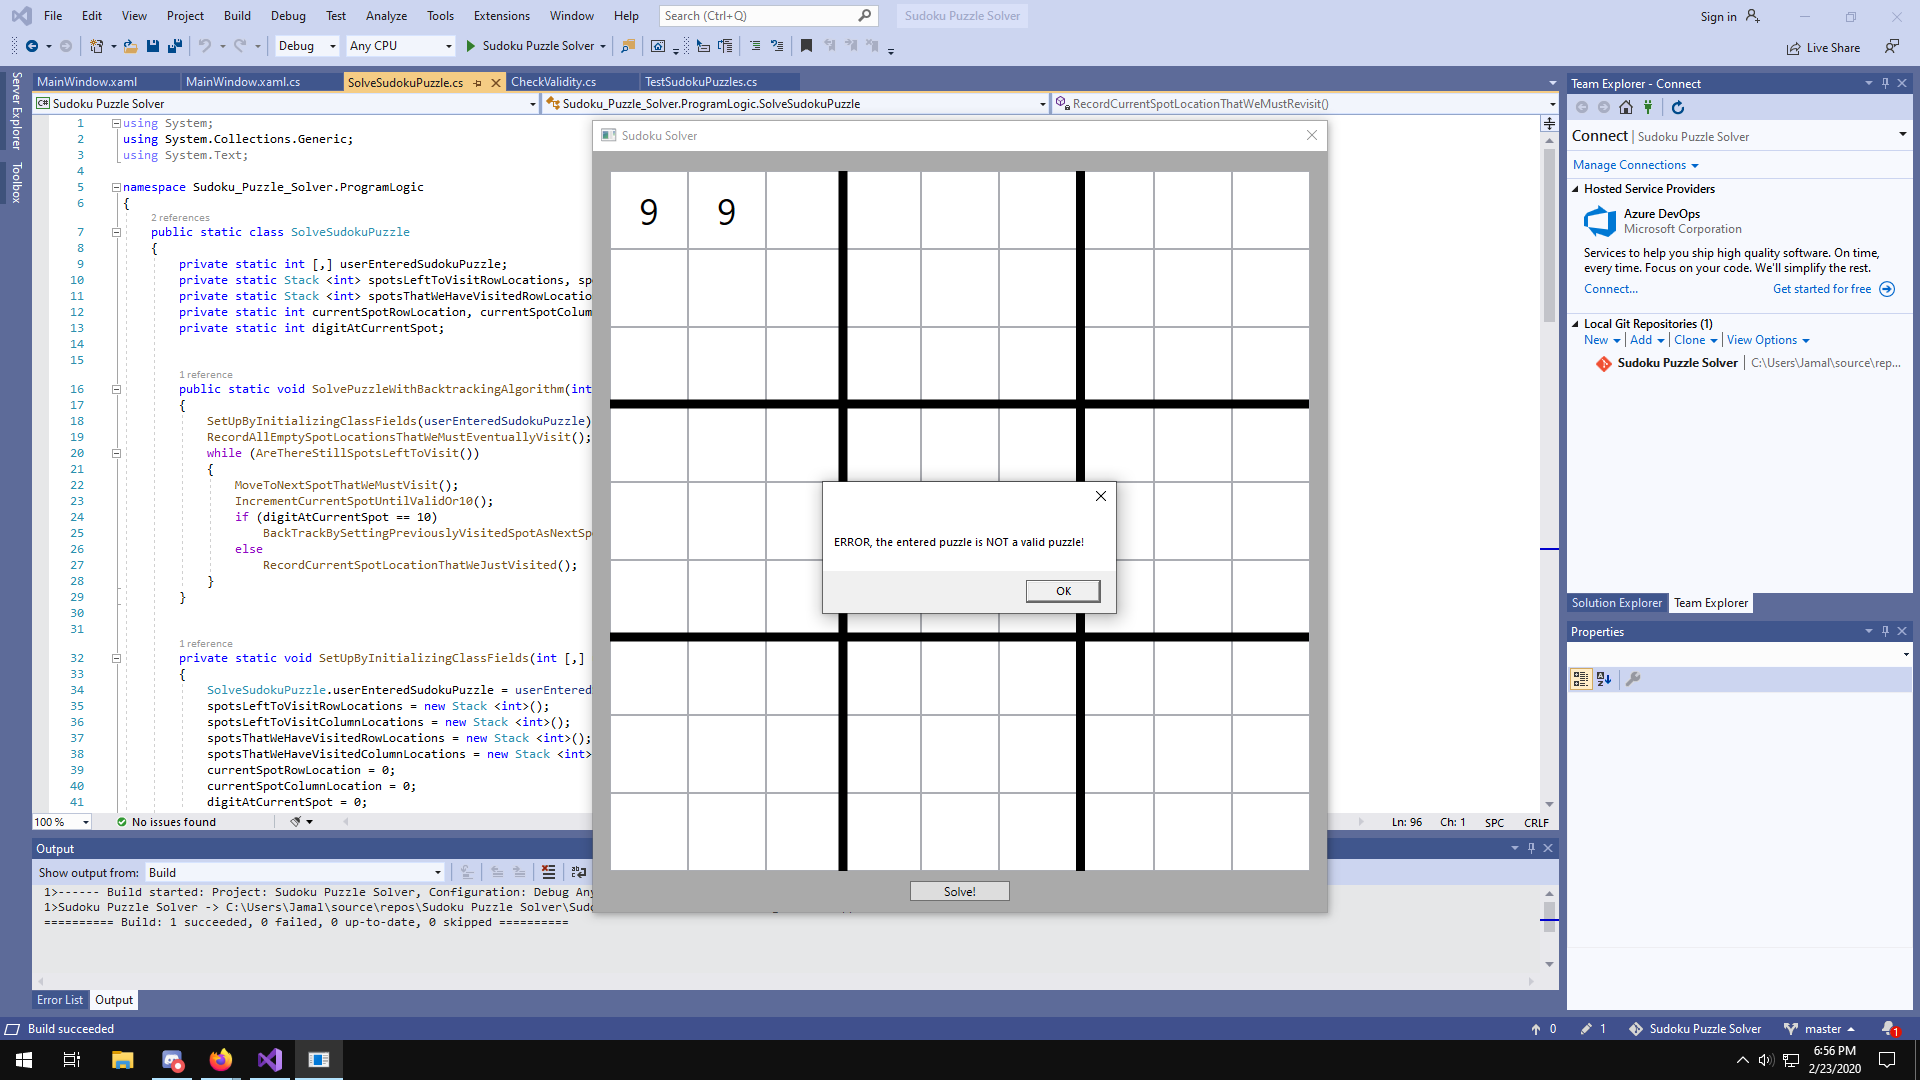 File Edit View Project Build Debug Test Analyze Tools Extensions Window Help Search (Ctrl+Q) Sudoku Puzzle Solver Sign in
Debug Any CPU Sudoku Puzzle Solver Live Share
Server Explorer
Toolbox
MainWindow.xaml MainWindow.xaml.cs SolveSudokuPuzzle.cs CheckValidity.cs TestSudokuPuzzles.cs
C# Sudoku Puzzle Solver Sudoku_Puzzle_Solver.ProgramLogic.SolveSudokuPuzzle RecordCurrentSpotLocationThatWeMustRevisit()
1 using System;
2 using System.Collections.Generic;
3 using System.Text;
4
5 namespace Sudoku_Puzzle_Solver.ProgramLogic
6 {
2 references
7 public static class SolveSudokuPuzzle
8 {
9 private static int [,] userEnteredSudokuPuzzle;
10 private static Stack <int> spotsLeftToVisitRowLocations, sp
11 private static Stack <int> spotsThatWeHaveVisitedRowLocatio
12 private static int currentSpotRowLocation, currentSpotColum
13 private static int digitAtCurrentSpot;
14
15
1 reference
16 public static void SolvePuzzleWithBacktrackingAlgorithm(int
17 {
18 SetUpByInitializingClassFields(userEnteredSudokuPuzzle)
19 RecordAllEmptySpotLocationsThatWeMustEventuallyVisit();
20 while (AreThereStillSpotsLeftToVisit())
21 {
22 MoveToNextSpotThatWeMustVisit();
23 IncrementCurrentSpotUntilValidOr10();
24 if (digitAtCurrentSpot == 10)
25 BackTrackBySettingPreviouslyVisitedSpotAsNextSp
26 else
27 RecordCurrentSpotLocationThatWeJustVisited();
28 }
29 }
30
31
1 reference
32 private static void SetUpByInitializingClassFields(int [,]
33 {
34 SolveSudokuPuzzle.userEnteredSudokuPuzzle = userEntered
35 spotsLeftToVisitRowLocations = new Stack <int>();
36 spotsLeftToVisitColumnLocations = new Stack <int>();
37 spotsThatWeHaveVisitedRowLocations = new Stack <int>();
38 spotsThatWeHaveVisitedColumnLocations = new Stack <int>
39 currentSpotRowLocation = 0;
40 currentSpotColumnLocation = 0;
41 digitAtCurrentSpot = 0;
100 % No issues found Ln: 96 Ch: 1 SPC CRLF
Sudoku Solver
9 9
ERROR, the entered puzzle is NOT a valid puzzle!
OK
Solve!
Output
Show output from: Build
1>------ Build started: Project: Sudoku Puzzle Solver, Configuration: Debug Any
1>Sudoku Puzzle Solver -> C:\Users\Jamal\source\repos\Sudoku Puzzle Solver\Sud
========== Build: 1 succeeded, 0 failed, 0 up-to-date, 0 skipped ==========
Error List Output
Team Explorer - Connect
Connect | Sudoku Puzzle Solver
Manage Connections
Hosted Service Providers
Azure DevOps
Microsoft Corporation
Services to help you ship high quality software. On time,
every time. Focus on your code. We'll simplify the rest.
Connect... Get started for free
Local Git Repositories (1)
New Add Clone View Options
Sudoku Puzzle Solver C:\Users\Jamal\source\rep...
Solution Explorer Team Explorer
Properties
Build succeeded 0 1 Sudoku Puzzle Solver master 1
6:56 PM
2/23/2020